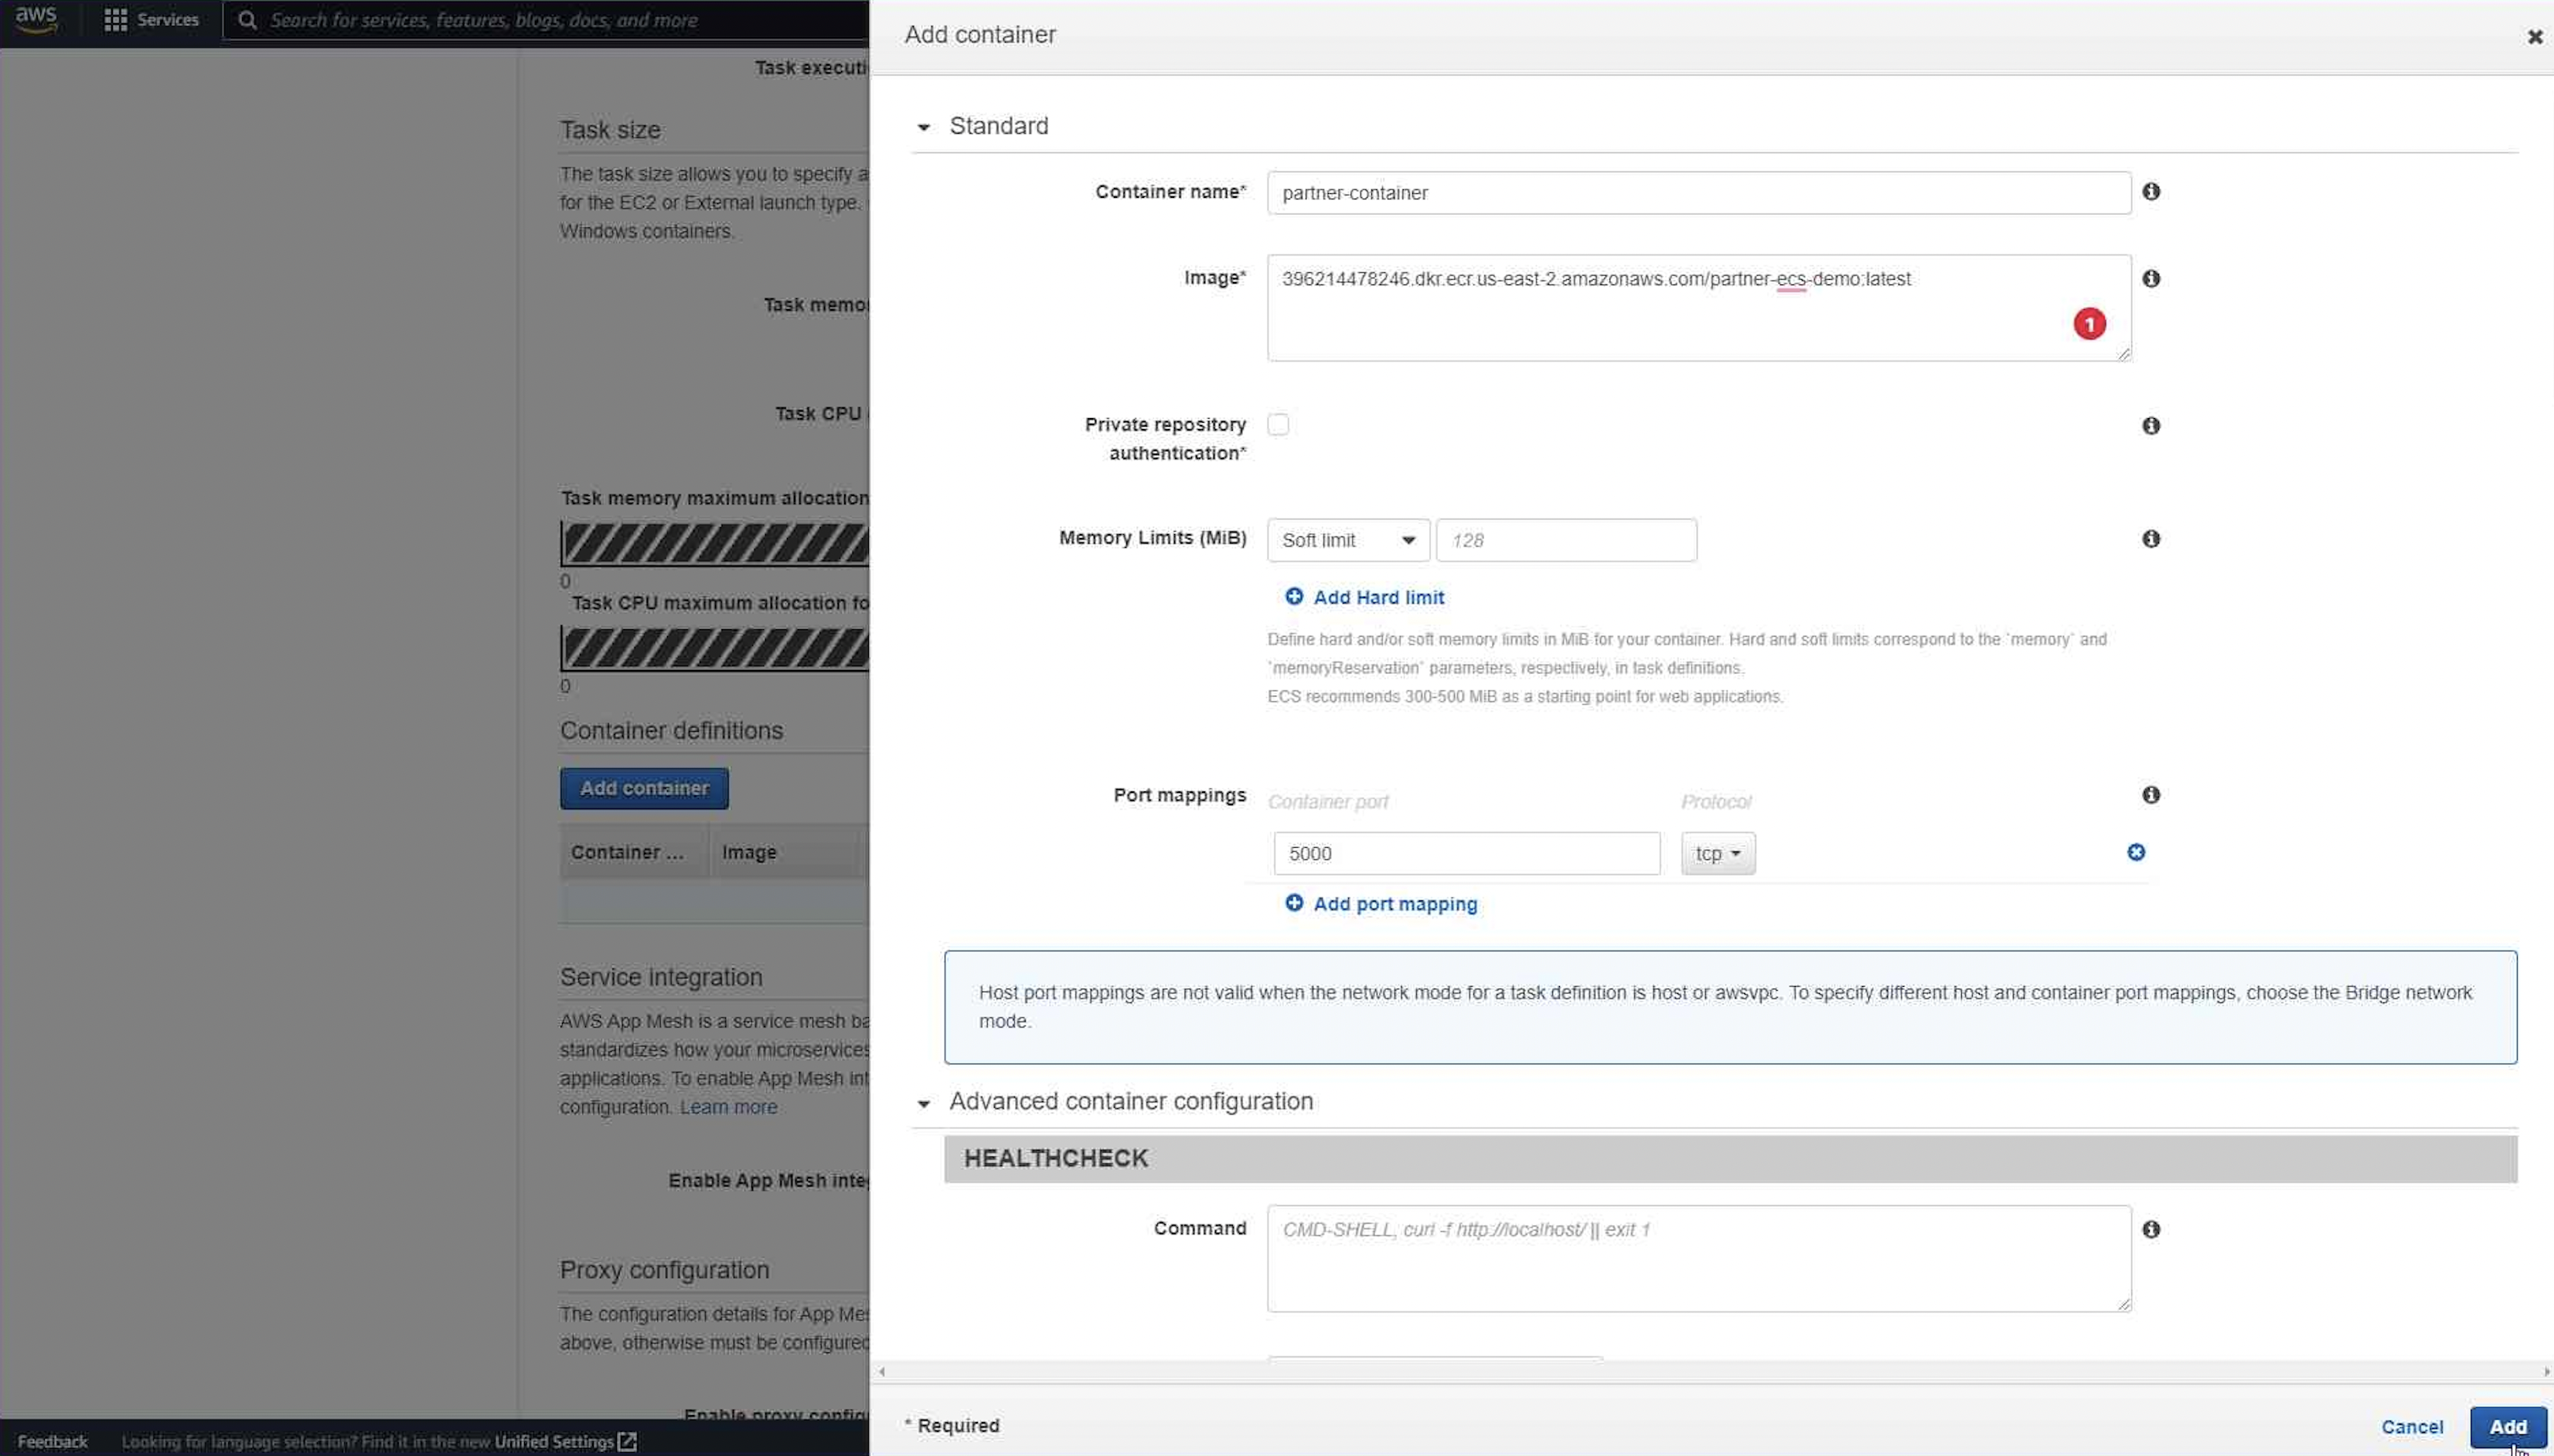 aws
Services
Search for services, features, blogs, docs, and more
Task executi
Task size
The task size allows you to specify a
for the EC2 or External launch type.
Windows containers.
Task memo
Task CPU
Task memory maximum allocation
0
Task CPU maximum allocation fo
0
Container definitions
Add container
Container ...
Image
Service integration
AWS App Mesh is a service mesh ba
standardizes how your microservices
applications. To enable App Mesh int
configuration. Learn more
Enable App Mesh inte
Proxy configuration
The configuration details for App Me
above, otherwise must be configured
Enable proxy config
Feedback
Looking for language selection? Find it in the new Unified Settings
Add container
Standard
Container name*
partner-container
Image*
396214478246.dkr.ecr.us-east-2.amazonaws.com/partner-ecs-demo:latest
1
Private repository
authentication*
Memory Limits (MiB)
Soft limit
128
Add Hard limit
Define hard and/or soft memory limits in MiB for your container. Hard and soft limits correspond to the `memory` and
`memoryReservation` parameters, respectively, in task definitions.
ECS recommends 300-500 MiB as a starting point for web applications.
Port mappings
Container port
Protocol
5000
tcp
Add port mapping
Host port mappings are not valid when the network mode for a task definition is host or awsvpc. To specify different host and container port mappings, choose the Bridge network
mode.
Advanced container configuration
HEALTHCHECK
Command
CMD-SHELL, curl -f http://localhost/ || exit 1
* Required
Cancel
Add